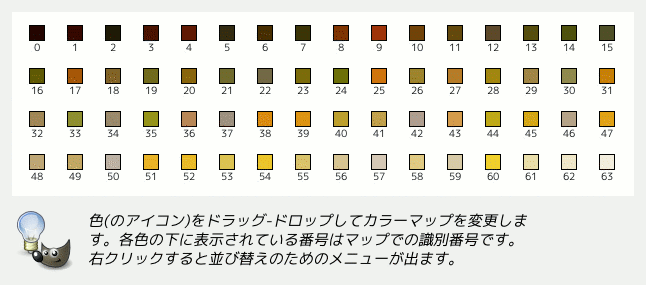 0 1 2 3 4 5 6 7 8 9 10 11 12 13 14 15
16 17 18 19 20 21 22 23 24 25 26 27 28 29 30 31
32 33 34 35 36 37 38 39 40 41 42 43 44 45 46 47
48 49 50 51 52 53 54 55 56 57 58 59 60 61 62 63
色(のアイコン)をドラッグ-ドロップしてカラーマップを変更しま
す。各色の下に表示されている番号はマップでの識別番号です。
右クリックすると並び替えのためのメニューが出ます。